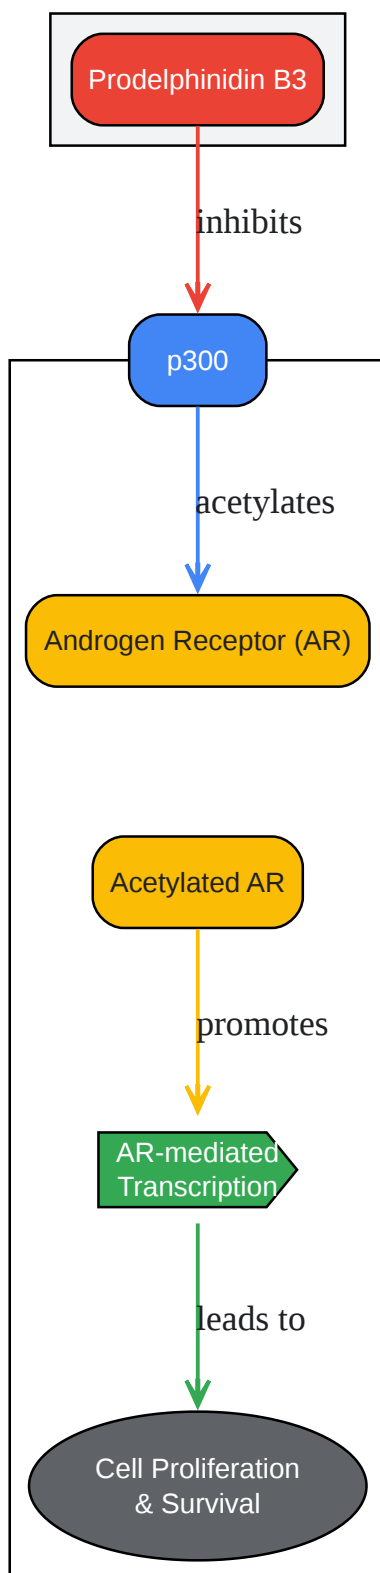 Prodelphinidin B3
inhibits
p300
acetylates
Androgen Receptor (AR)
Acetylated AR
promotes
AR-mediated
Transcription
leads to
Cell Proliferation
& Survival